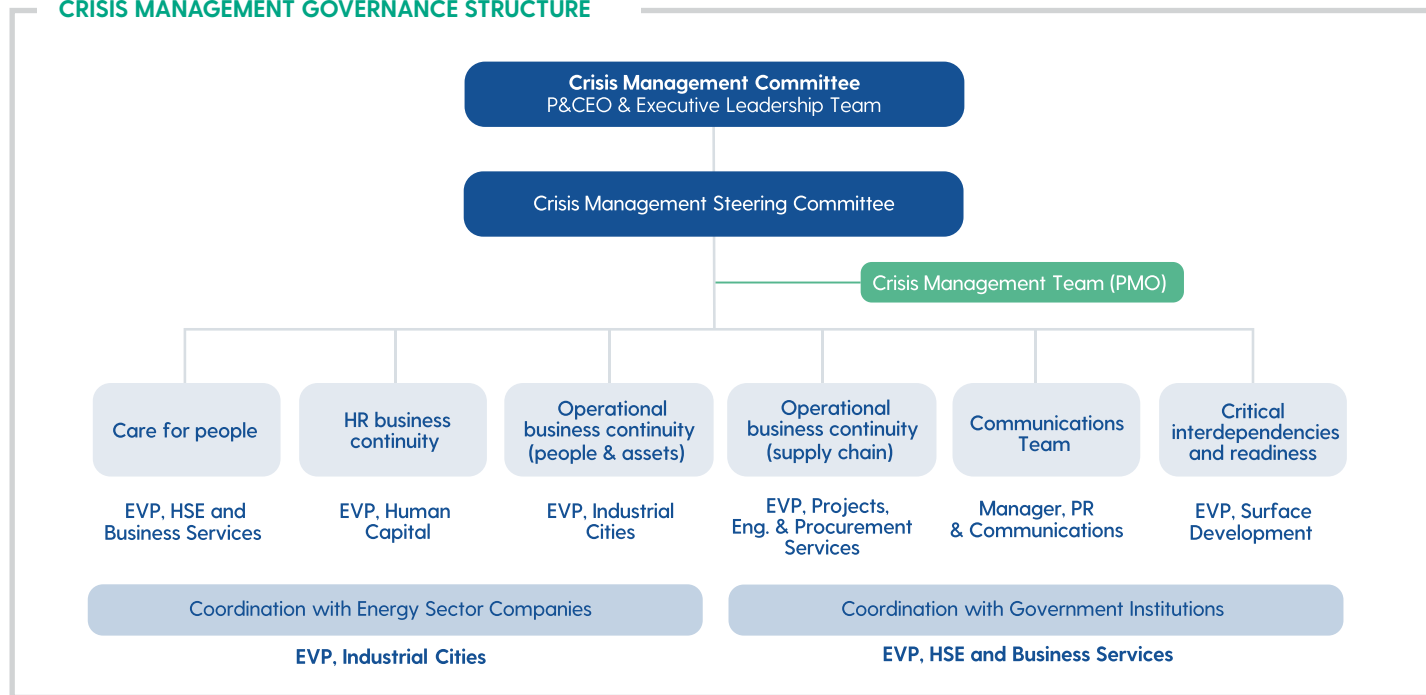 CRISIS MANAGEMENT GOVERNANCE STRUCTURE
Crisis Management Committee
P&CEO & Executive Leadership Team
Crisis Management Steering Committee
Crisis Management Team (PMO)
Care for people
HR business
continuity
Operational
business continuity
(people & assets)
Operational
business continuity
(supply chain)
Communications
Team
Critical
interdependencies
and readiness
EVP, HSE and
Business Services
EVP, Human
Capital
EVP, Industrial
Cities
EVP, Projects,
Eng. & Procurement
Services
Manager, PR
& Communications
EVP, Surface
Development
Coordination with Energy Sector Companies
EVP, Industrial Cities
Coordination with Government Institutions
EVP, HSE and Business Services